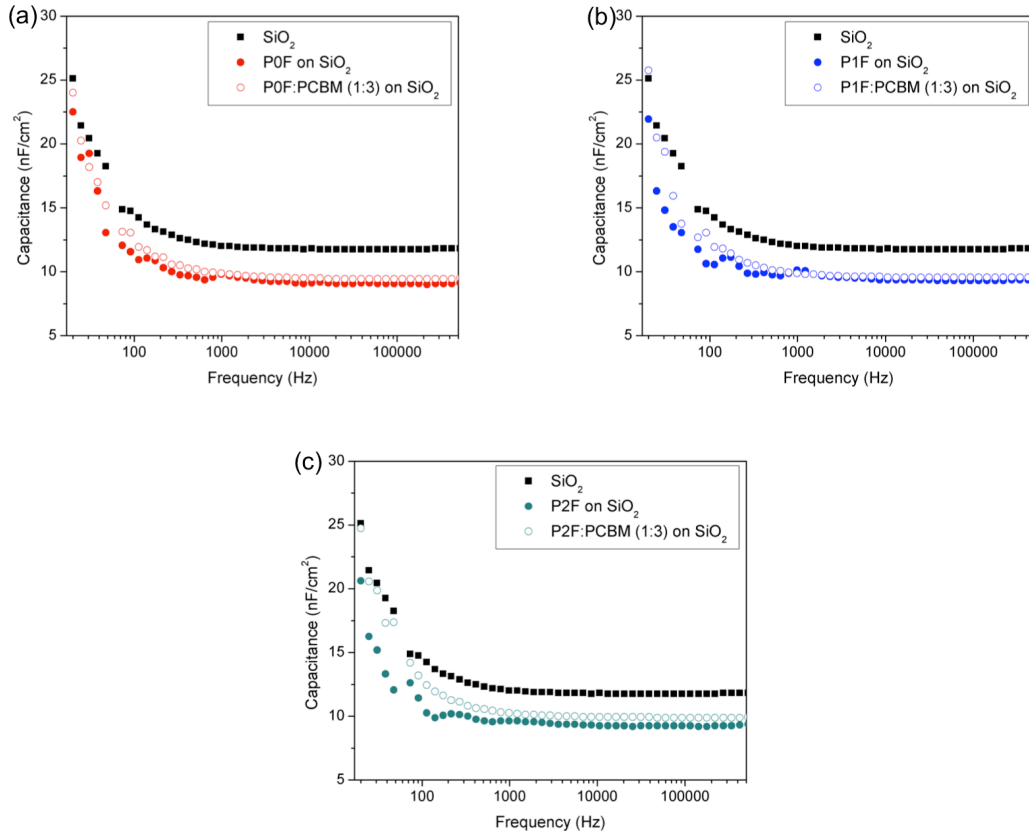 (a)
30
25
20
15
10
5
Capacitance (nF/cm²)
SiO₂
P0F on SiO₂
P0F:PCBM (1:3) on SiO₂
100 1000 10000 100000
Frequency (Hz)
(b)
30
25
20
15
10
5
Capacitance (nF/cm²)
SiO₂
P1F on SiO₂
P1F:PCBM (1:3) on SiO₂
100 1000 10000 100000
Frequency (Hz)
(c)
30
25
20
15
10
5
Capacitance (nF/cm²)
SiO₂
P2F on SiO₂
P2F:PCBM (1:3) on SiO₂
100 1000 10000 100000
Frequency (Hz)